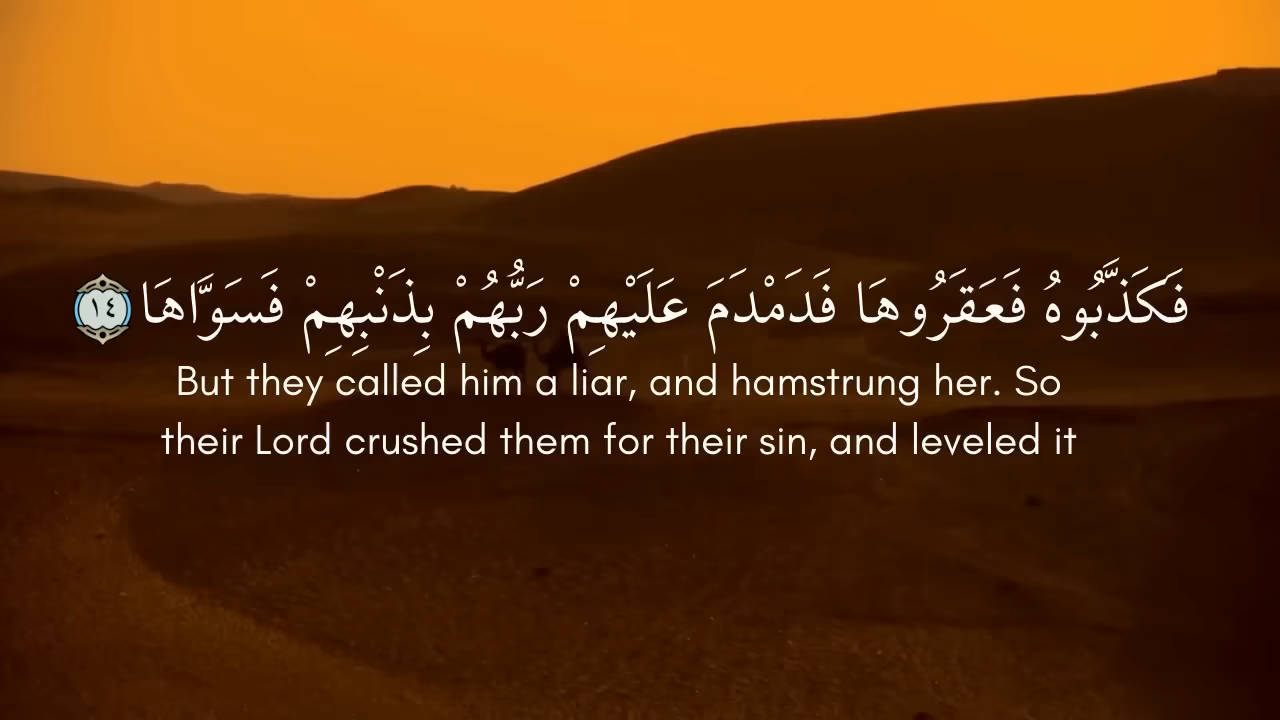 فَكَذَّبُوهُ فَعَقَرُوهَا فَدَمْدَمَ عَلَيْهِمْ رَبُّهُمْ بِذَنْبِهِمْ فَسَوَّاهَا ١٤
But they called him a liar, and hamstrung her. So
their Lord crushed them for their sin, and leveled it